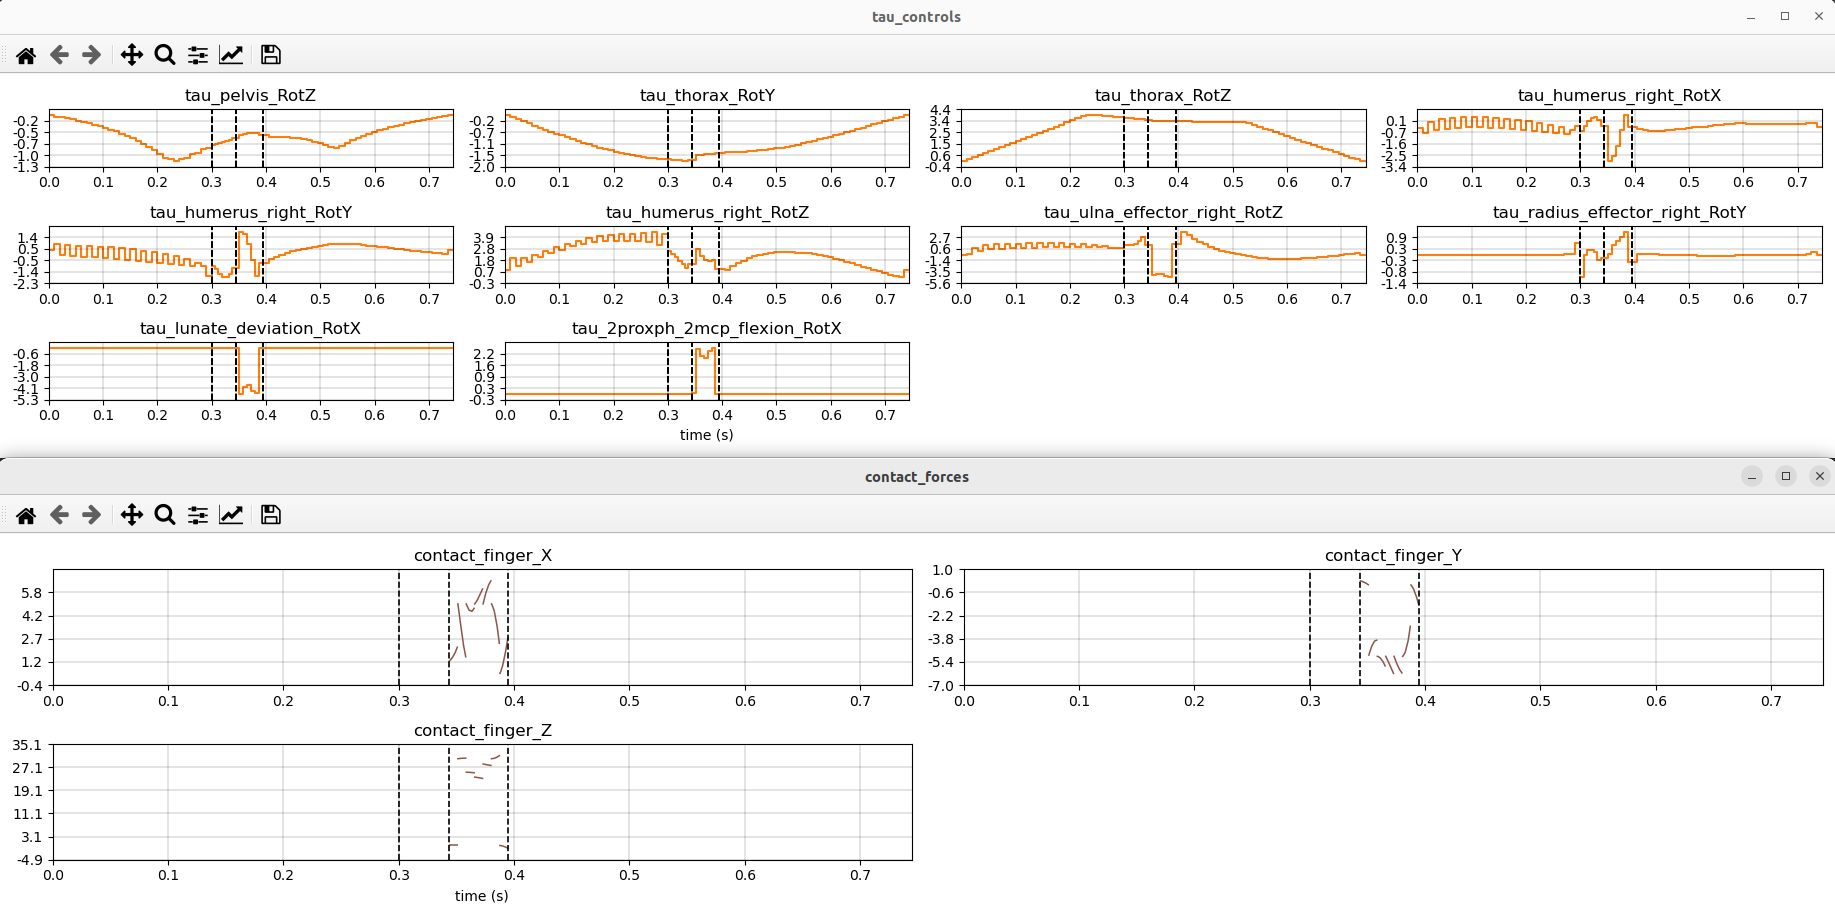 tau_controls
tau_pelvis_RotZ
-0.2
-0.5
-0.7
-1.0
-1.3
0.0 0.1 0.2 0.3 0.4 0.5 0.6 0.7
tau_thorax_RotY
-0.2
-0.7
-1.1
-1.5
-2.0
0.0 0.1 0.2 0.3 0.4 0.5 0.6 0.7
tau_thorax_RotZ
4.4
3.4
2.5
1.5
0.6
-0.4
0.0 0.1 0.2 0.3 0.4 0.5 0.6 0.7
tau_humerus_right_RotX
0.1
-0.7
-1.6
-2.5
-3.4
0.0 0.1 0.2 0.3 0.4 0.5 0.6 0.7
tau_humerus_right_RotY
1.4
0.5
-0.5
-1.4
-2.3
0.0 0.1 0.2 0.3 0.4 0.5 0.6 0.7
tau_humerus_right_RotZ
3.9
2.8
1.8
0.7
-0.3
0.0 0.1 0.2 0.3 0.4 0.5 0.6 0.7
tau_ulna_effector_right_RotZ
2.7
0.6
-1.4
-3.5
-5.6
0.0 0.1 0.2 0.3 0.4 0.5 0.6 0.7
tau_radius_effector_right_RotY
0.9
0.3
-0.3
-0.8
-1.4
0.0 0.1 0.2 0.3 0.4 0.5 0.6 0.7
tau_lunate_deviation_RotX
-0.6
-1.8
-3.0
-4.1
-5.3
0.0 0.1 0.2 0.3 0.4 0.5 0.6 0.7
tau_2proxph_2mcp_flexion_RotX
2.2
1.6
0.9
0.3
-0.3
0.0 0.1 0.2 0.3 0.4 0.5 0.6 0.7
time (s)
contact_forces
contact_finger_X
5.8
4.2
2.7
1.2
-0.4
0.0 0.1 0.2 0.3 0.4 0.5 0.6 0.7
contact_finger_Y
1.0
-0.6
-2.2
-3.8
-5.4
-7.0
0.0 0.1 0.2 0.3 0.4 0.5 0.6 0.7
contact_finger_Z
35.1
27.1
19.1
11.1
3.1
-4.9
0.0 0.1 0.2 0.3 0.4 0.5 0.6 0.7
time (s)